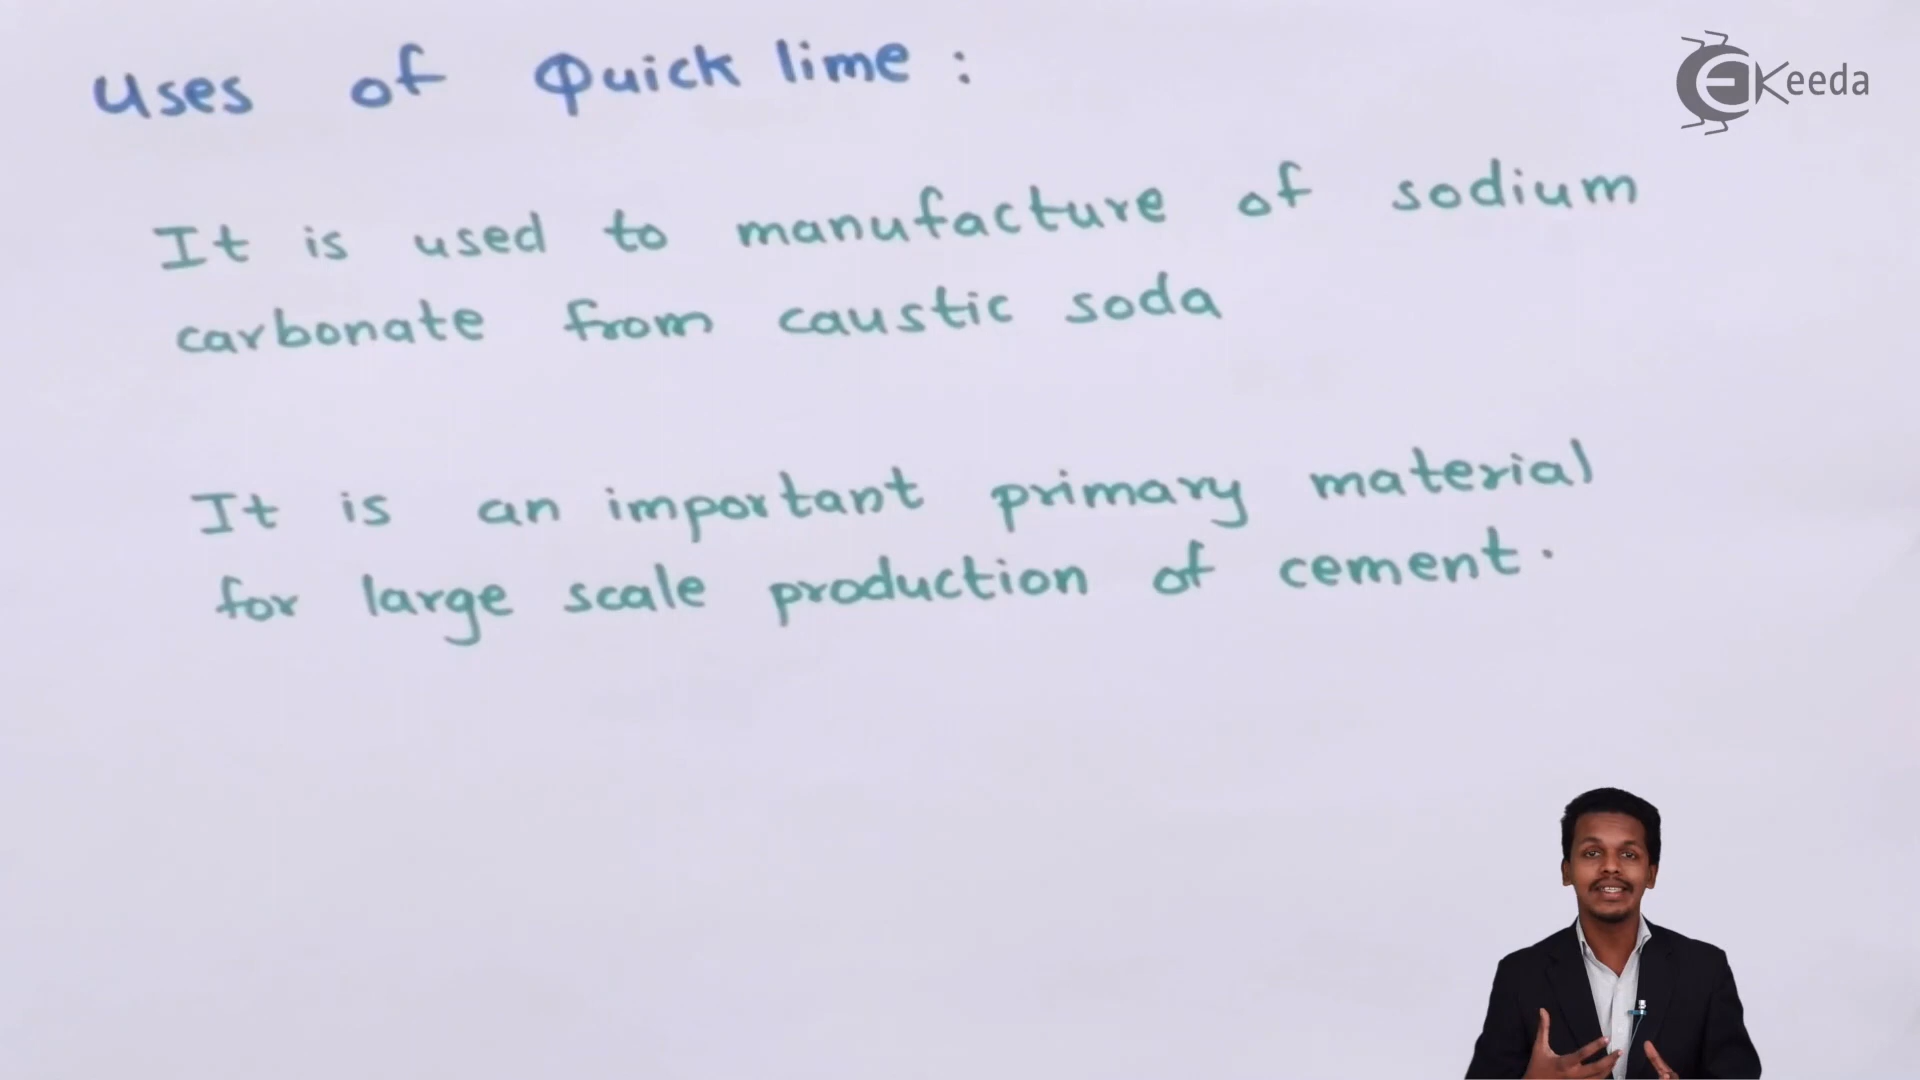 Uses of Quick lime :
Keeda
It is used to manufacture of sodium
carbonate from caustic soda
It is an important primary material
for large scale production of cement.